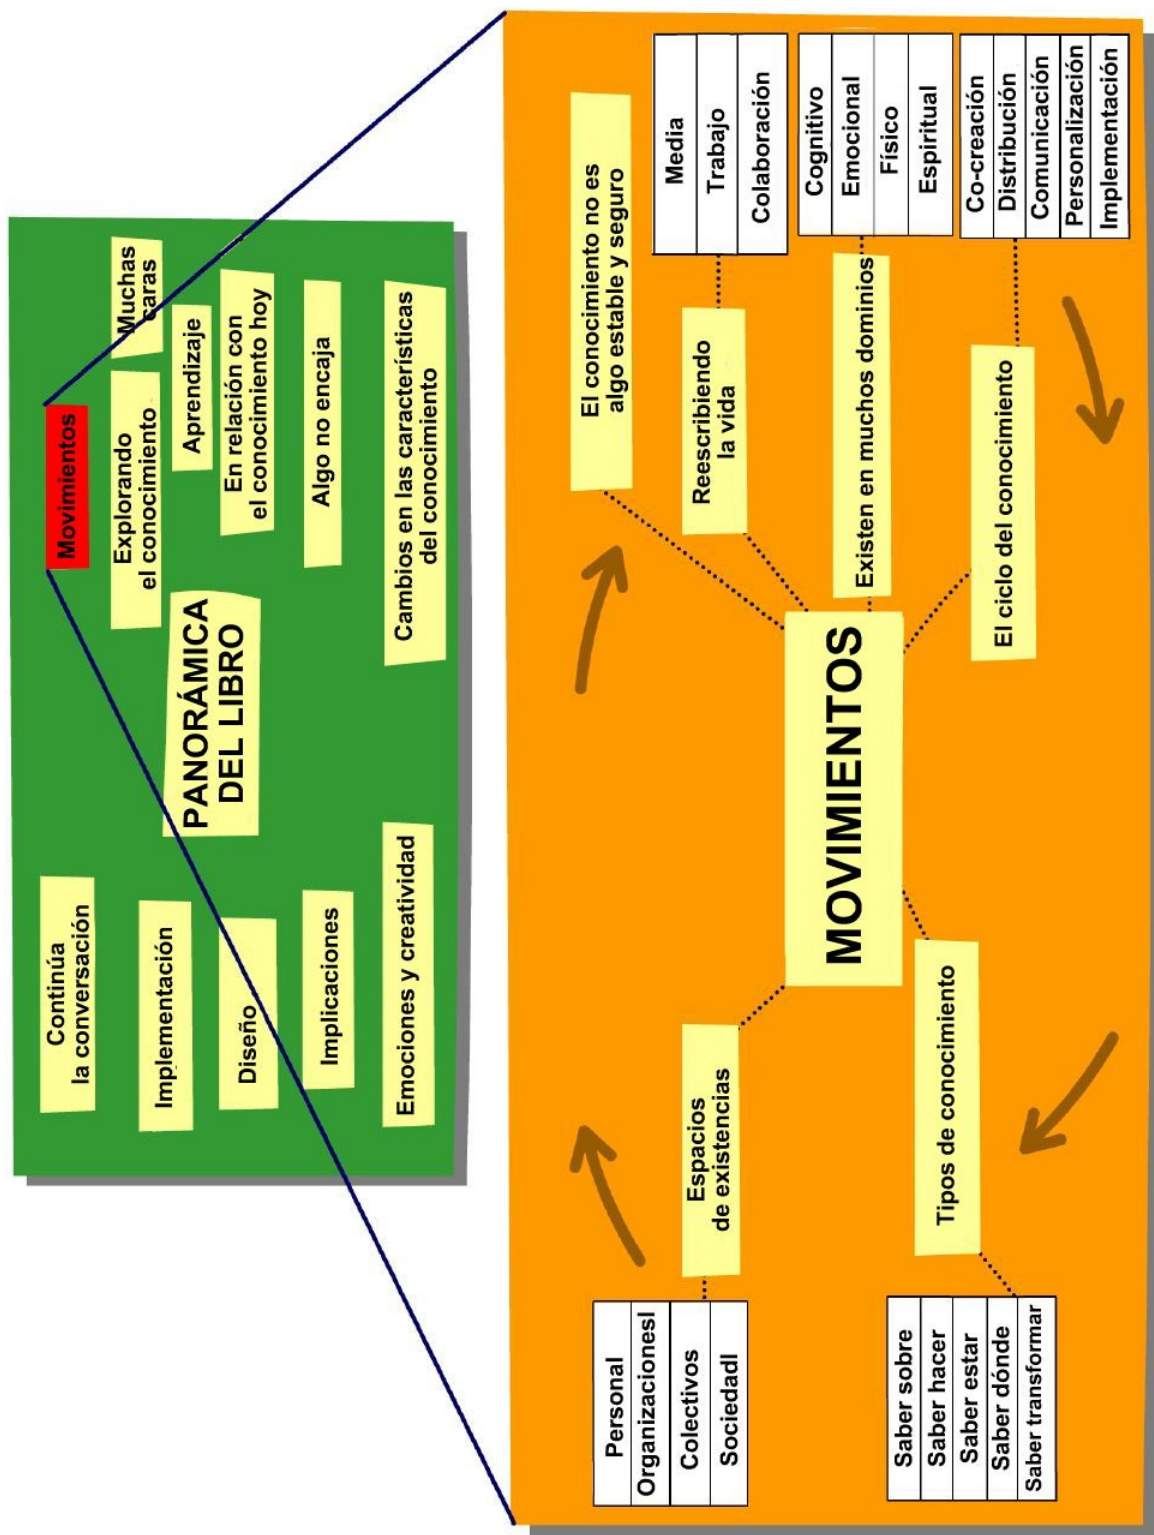 Movimientos
Explorando
el conocimiento
Muchas
caras
Aprendizaje
En relación con
el conocimiento hoy
Algo no encaja
Cambios en las características
del conocimiento
PANORÁMICA
DEL LIBRO
Continúa
la conversación
Implementación
Diseño
Implicaciones
Emociones y creatividad
MOVIMIENTOS
El conocimiento no es
algo estable y seguro
Reescribiendo
la vida
Media
Trabajo
Colaboración
Existen en muchos dominios
Cognitivo
Emocional
Físico
Espiritual
El ciclo del conocimiento
Co-creación
Distribución
Comunicación
Personalización
Implementación
Tipos de conocimiento
Saber sobre
Saber hacer
Saber estar
Saber dónde
Saber transformar
Espacios
de existencias
Personal
Organizacionesl
Colectivos
Sociedadl